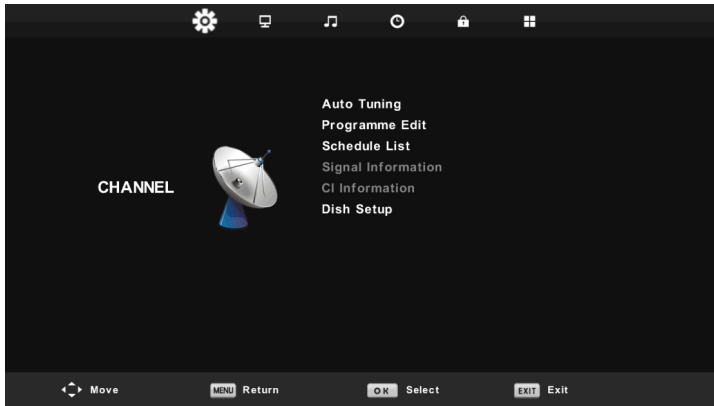 Auto Tuning
Programme Edit
Schedule List
Signal Information
CHANNEL
CI Information
Dish Setup
Move
MENU Return
OK Select
EXIT Exit